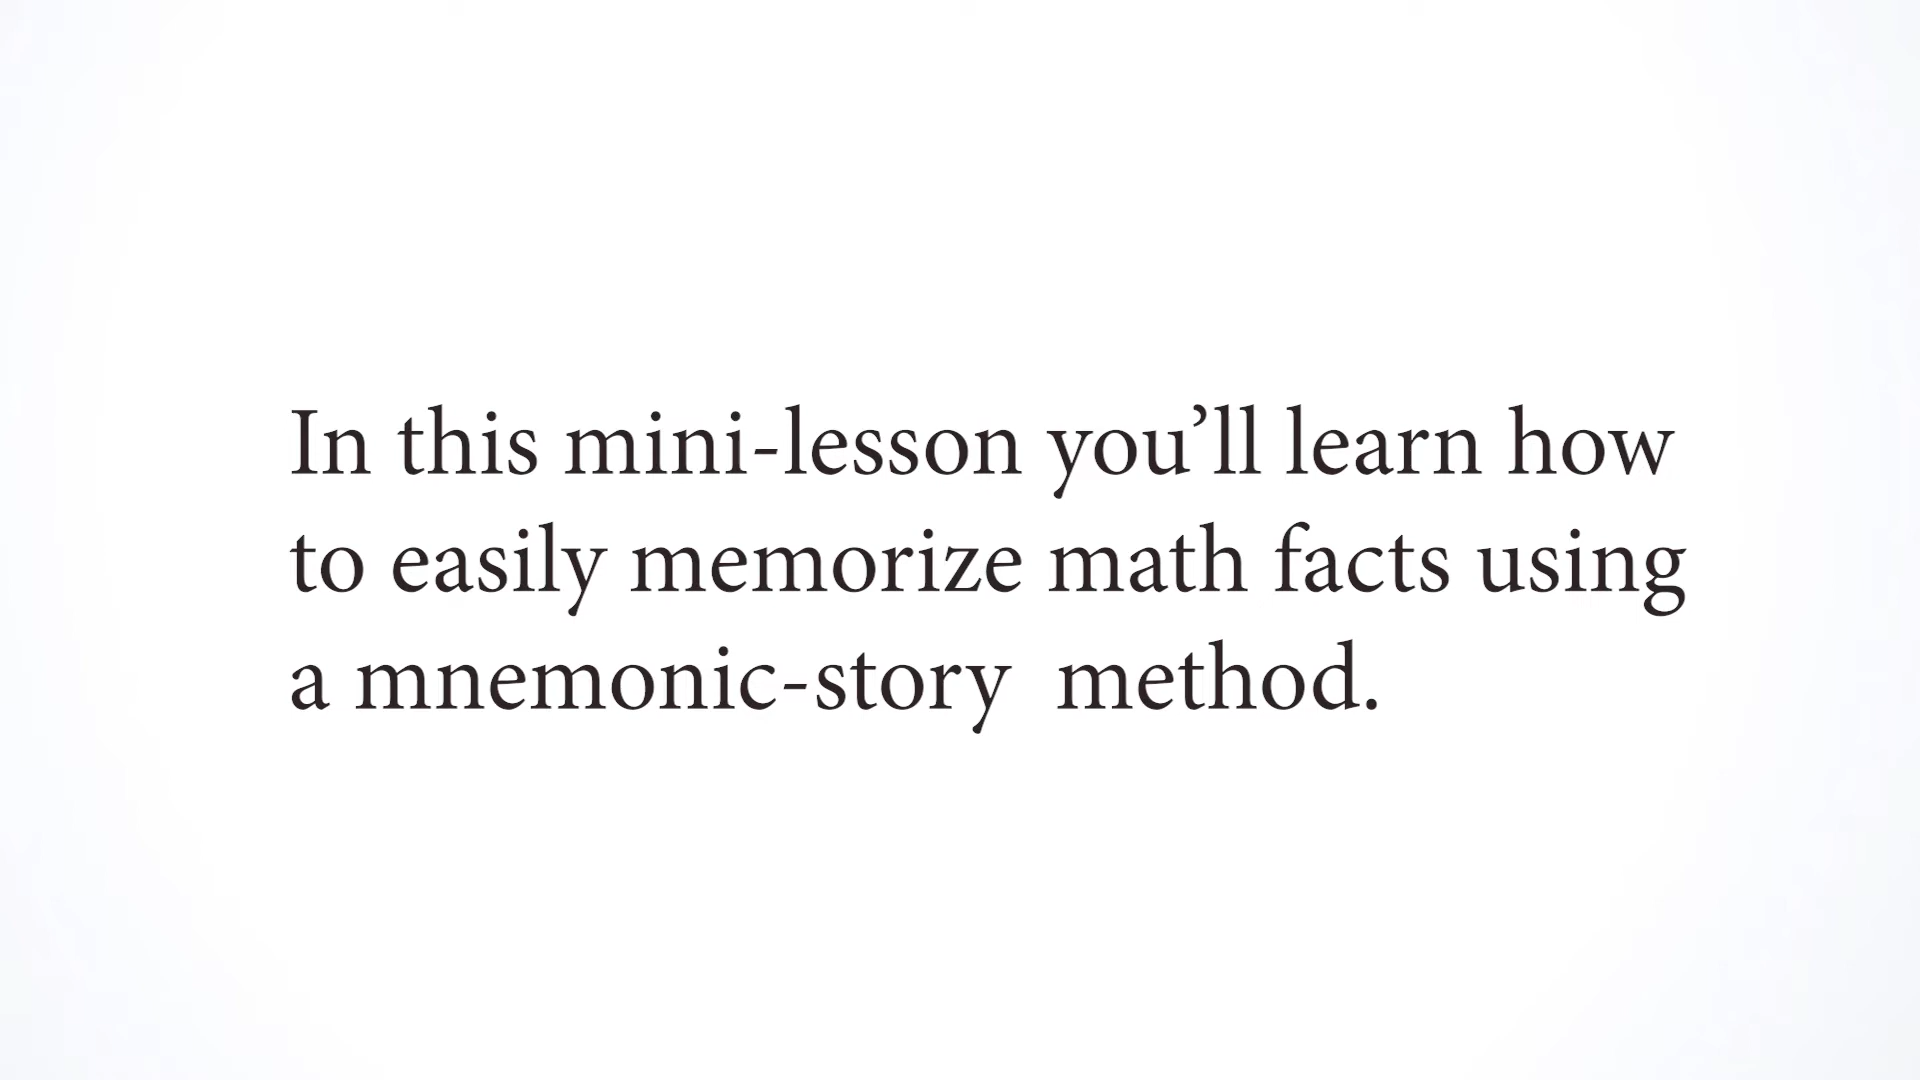 In this mini-lesson you’ll learn how
to easily memorize math facts using
a mnemonic-story  method.